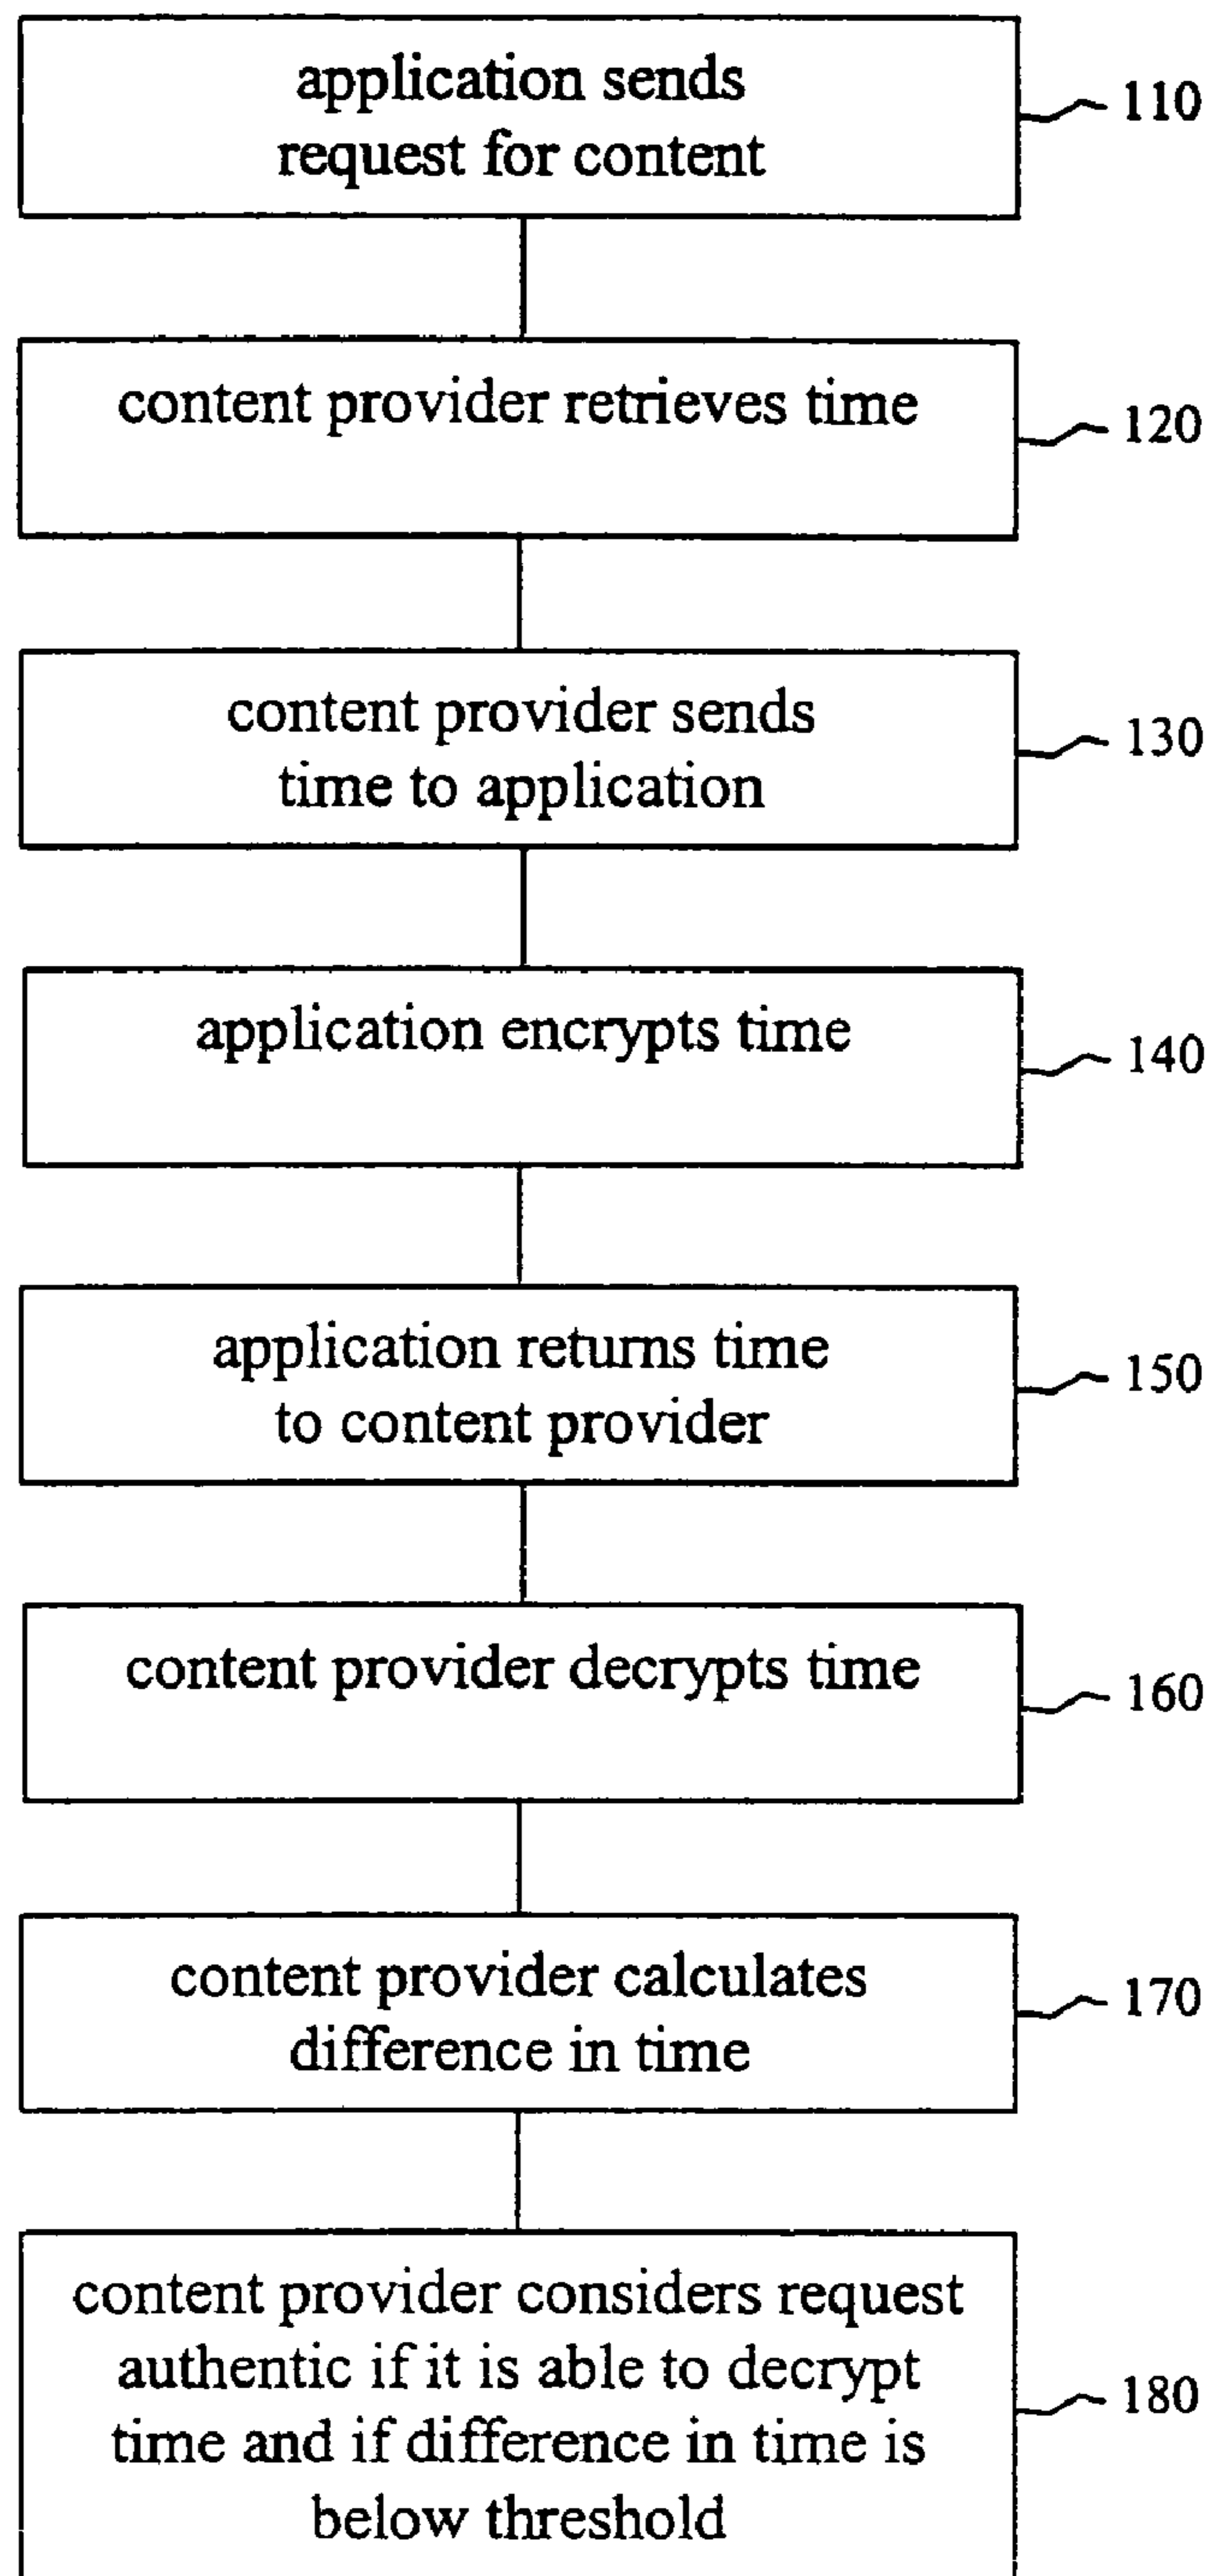 application sends
request for content
110
content provider retrieves time
120
content provider sends
time to application
130
application encrypts time
140
application returns time
to content provider
150
content provider decrypts time
160
content provider calculates
difference in time
170
content provider considers request
authentic if it is able to decrypt
time and if difference in time is
below threshold
180